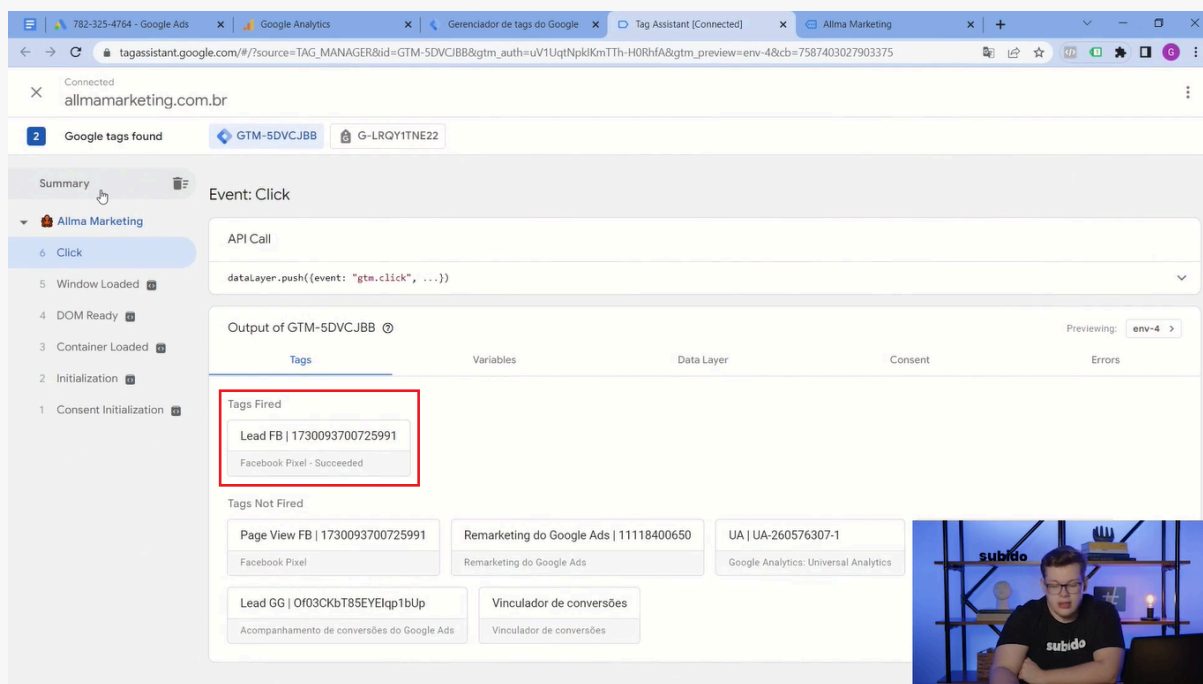 782-325-4764 - Google Ads
Google Analytics
Gerenciador de tags do Google
Tag Assistant [Connected]
Allma Marketing
tagassistant.google.com/#/?source=TAG_MANAGER&id=GTM-5DVCJBB&gtm_auth=uV1UqtNpklKmTTh-H0RhfA&gtm_preview=env-4&cb=7587403027903375
G
Connected
allmamarketing.com.br
2 Google tags found
GTM-5DVCJBB
G-LRQY1TNE22
Summary
Event: Click
Allma Marketing
6 Click
5 Window Loaded
4 DOM Ready
3 Container Loaded
2 Initialization
1 Consent Initialization
API Call
dataLayer.push({event: "gtm.click", ...})
Output of GTM-5DVCJBB
Previewing: env-4
Tags
Variables
Data Layer
Consent
Errors
Tags Fired
Lead FB | 1730093700725991
Facebook Pixel - Succeeded
Tags Not Fired
Page View FB | 1730093700725991
Facebook Pixel
Remarketing do Google Ads | 11118400650
Remarketing do Google Ads
UA | UA-260576307-1
Google Analytics: Universal Analytics
Lead GG | Of03CKbT85EYEIqp1bUp
Acompanhamento de conversões do Google Ads
Vinculador de conversões
Vinculador de conversões
subido
subido